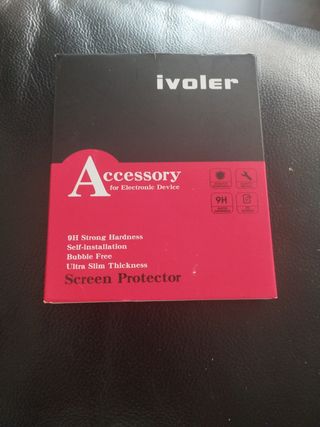 ivoler
Accessory
for Electronic Device
9H
9H Strong Hardness
Self-installation
Bubble Free
Ultra Slim Thickness
Screen Protector